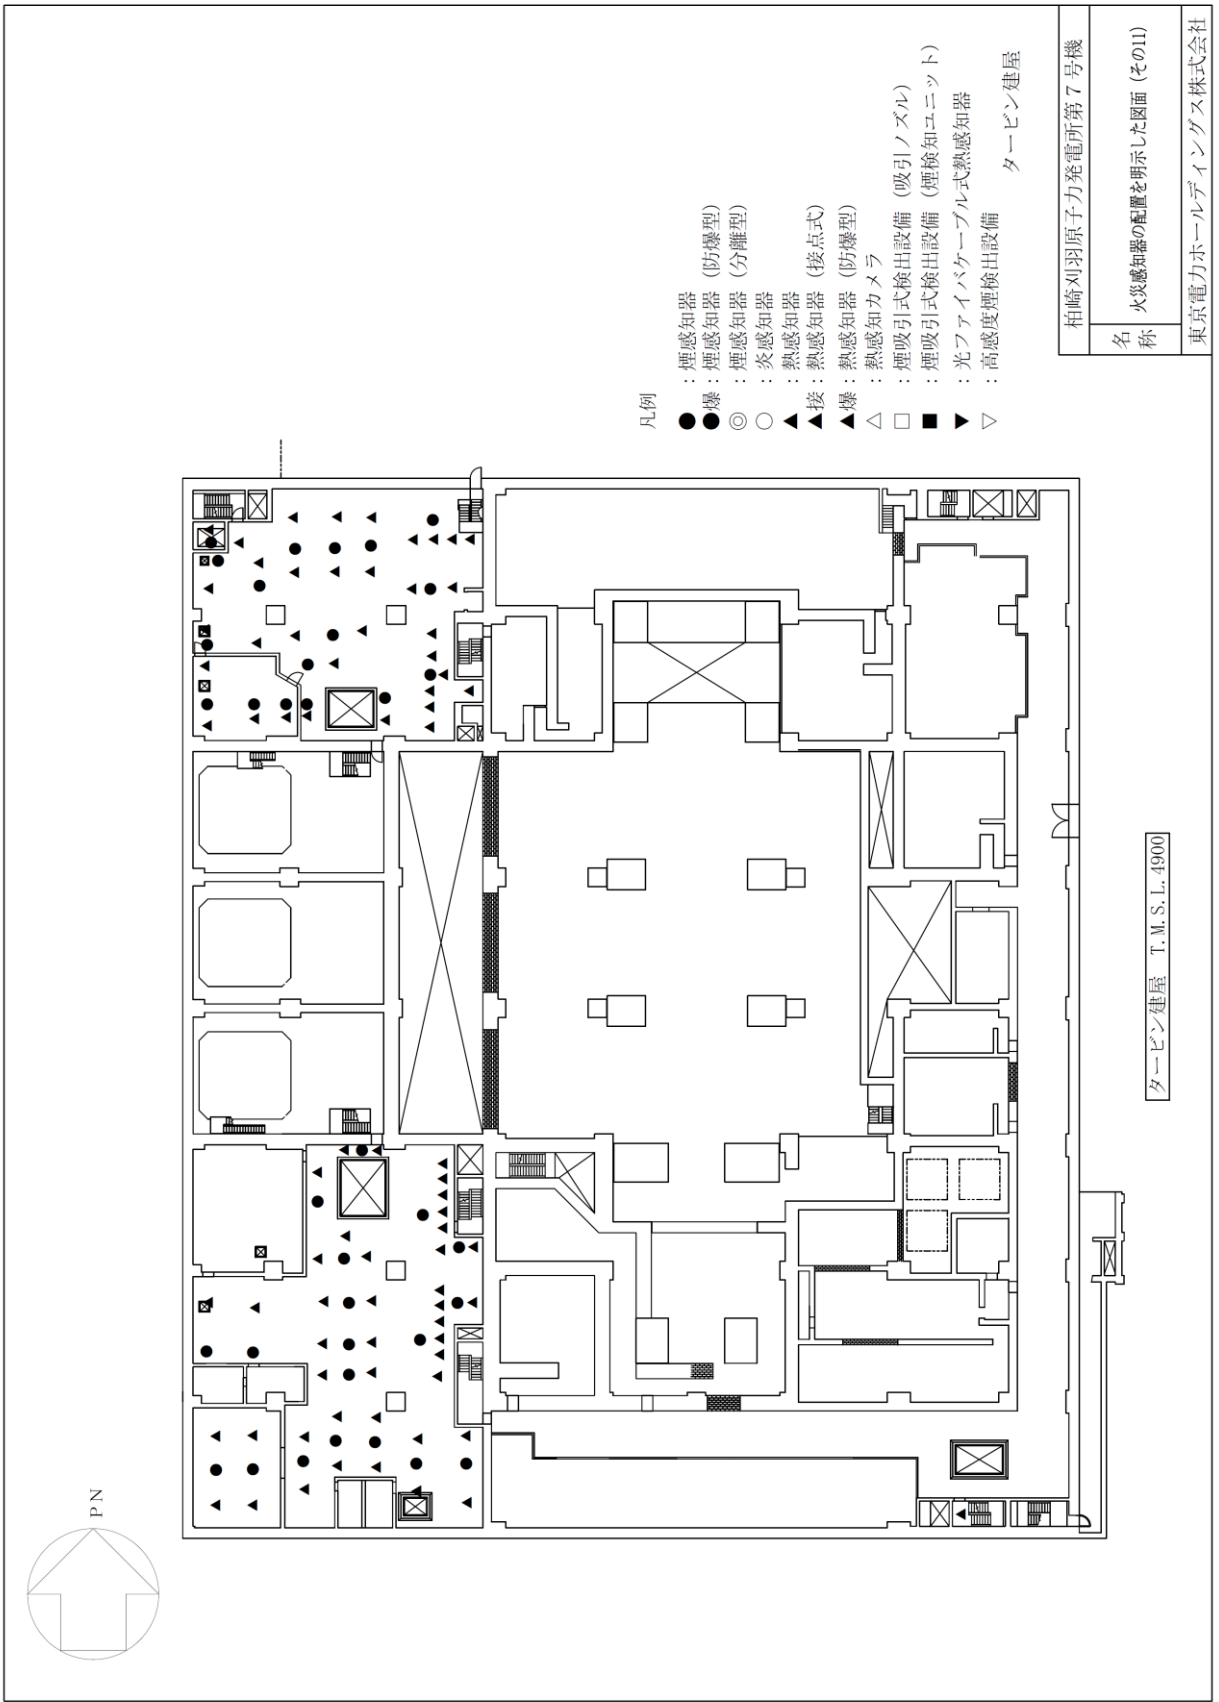 PN
タービン建屋 T.M.S.L.4900
凡例
● : 煙感知器
●爆 : 煙感知器 (防爆型)
◎ : 煙感知器 (分離型)
○ : 炎感知器
▲ : 熱感知器
▲接 : 熱感知器 (接点式)
▲爆 : 熱感知器 (防爆型)
△ : 熱感知カメラ
□ : 煙吸引式検出設備 (吸引ノズル)
■ : 煙吸引式検出設備 (煙検知ユニット)
▼ : 光ファイバケーブル式熱感知器
▽ : 高感度煙検出設備
タービン建屋
柏崎刈羽原子力発電所第7号機
名称
火災感知器の配置を明示した図面 (その11)
東京電力ホールディングス株式会社